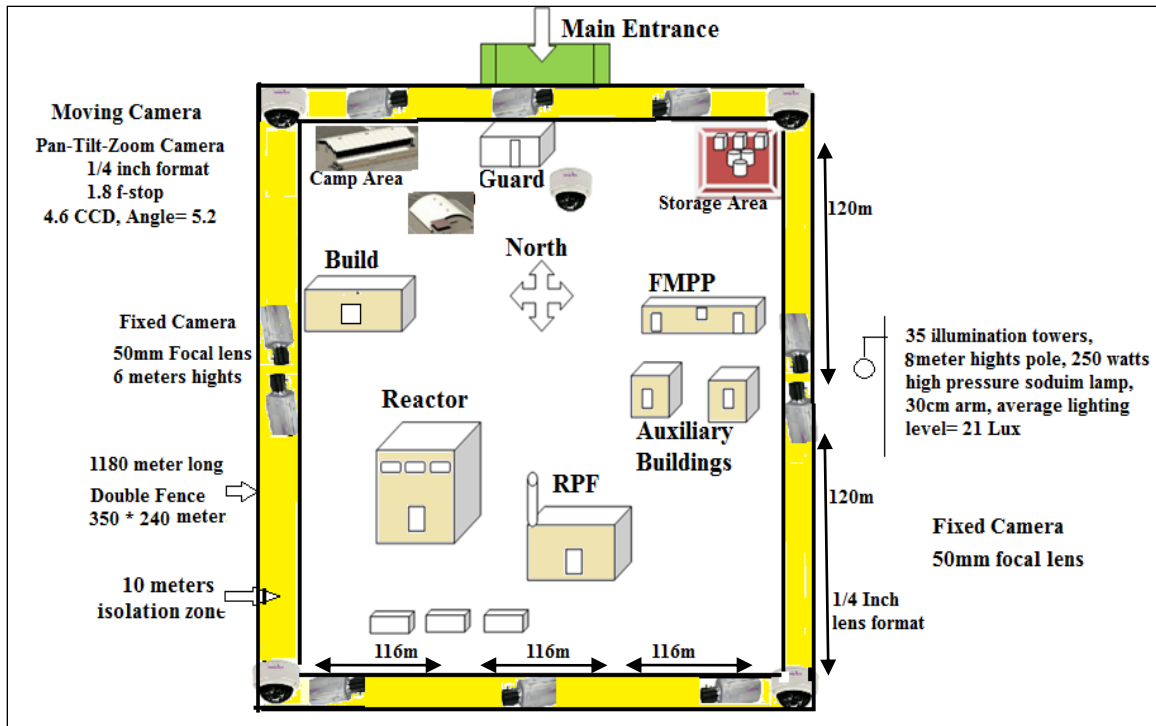 Main Entrance
Moving Camera
Pan-Tilt-Zoom Camera
1/4 inch format
1.8 f-stop
4.6 CCD, Angle= 5.2
Camp Area
Guard
Storage Area
120m
North
Build
FMPP
Fixed Camera
50mm Focal lens
6 meters hights
35 illumination towers,
8meter hights pole, 250 watts
high pressure soduim lamp,
30cm arm, average lighting
level= 21 Lux
Reactor
Auxiliary
Buildings
1180 meter long
Double Fence
350 * 240 meter
RPF
120m
Fixed Camera
50mm focal lens
10 meters
isolation zone
1/4 Inch
lens format
116m
116m
116m